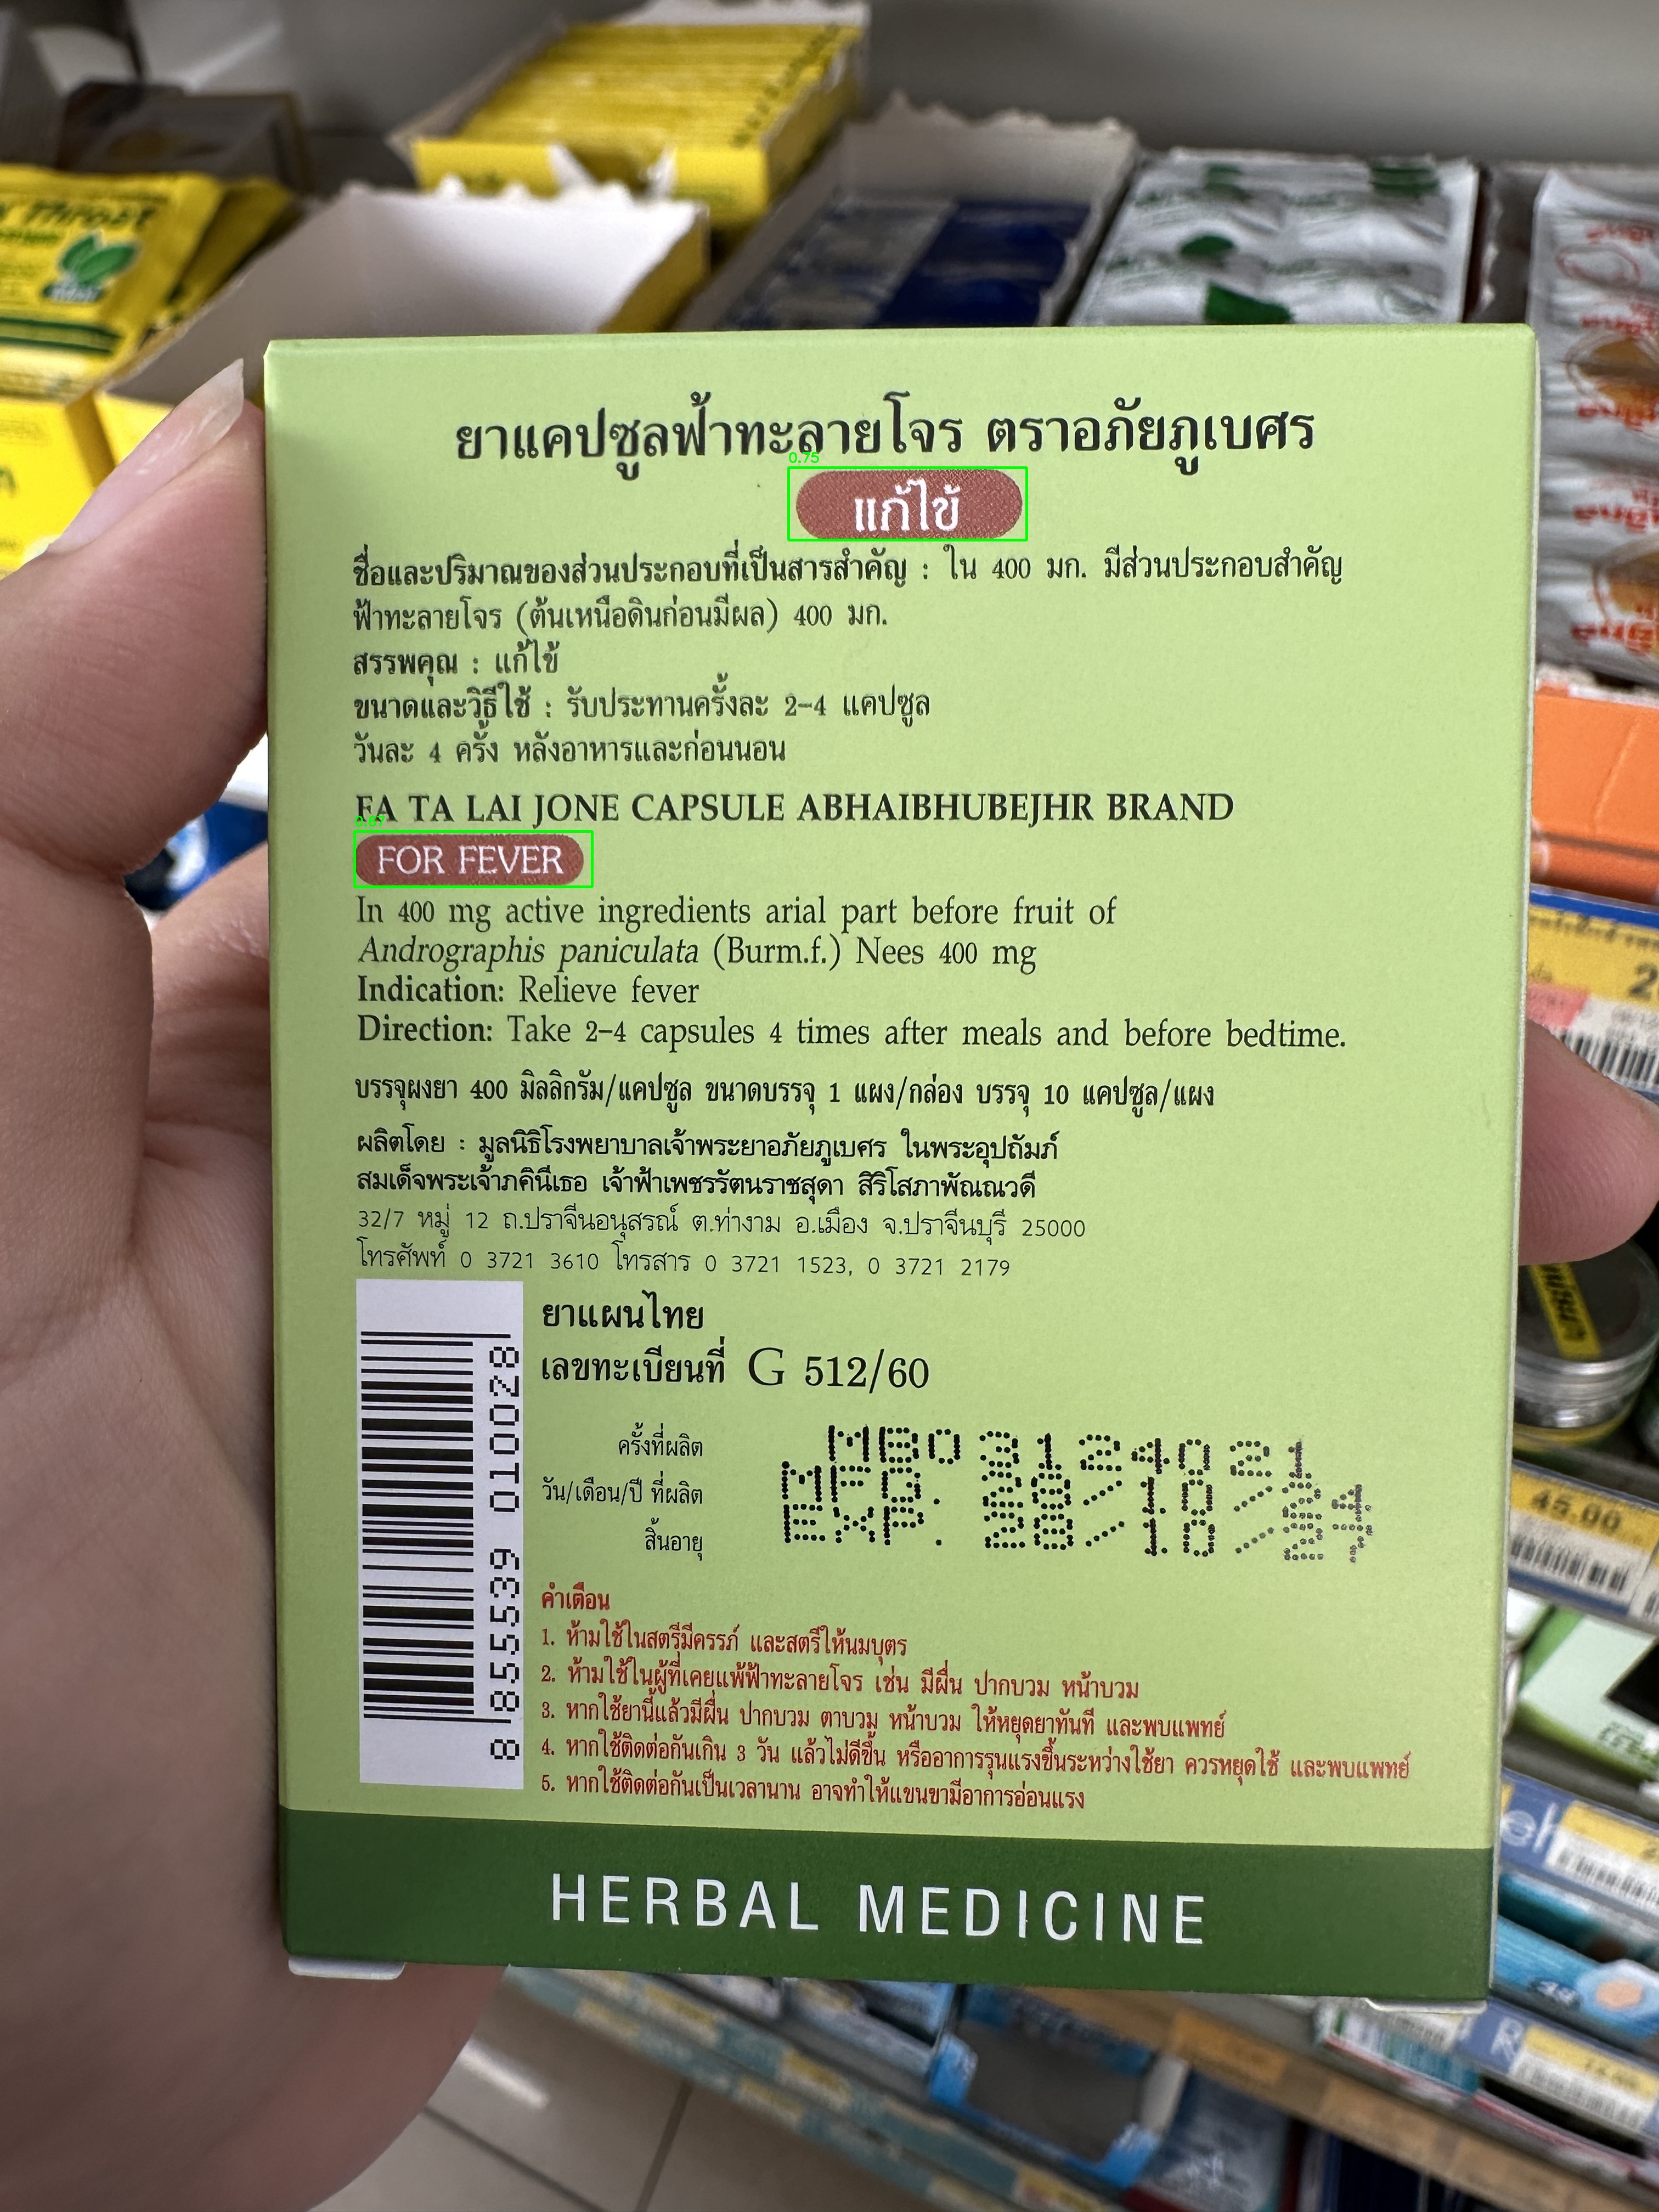 ยาแคปซูลฟ้าทะลายโจร ตราอภัยภูเบศร
0.75
แก้ไข้
ชื่อและปริมาณของส่วนประกอบที่เป็นสารสำคัญ : ใน 400 มก. มีส่วนประกอบสำคัญ
ฟ้าทะลายโจร (ต้นเหนือดินก่อนมีผล) 400 มก.
สรรพคุณ : แก้ไข้
ขนาดและวิธีใช้ : รับประทานครั้งละ 2-4 แคปซูล
วันละ 4 ครั้ง หลังอาหารและก่อนนอน
FA TA LAI JONE CAPSULE ABHAIBHUBEJHR BRAND
FOR FEVER
In 400 mg active ingredients arial part before fruit of
Andrographis paniculata (Burm.f.) Nees 400 mg
Indication: Relieve fever
Direction: Take 2-4 capsules 4 times after meals and before bedtime.
บรรจุผงยา 400 มิลลิกรัม/แคปซูล ขนาดบรรจุ 1 แผง/กล่อง บรรจุ 10 แคปซูล/แผง
ผลิตโดย : มูลนิธิโรงพยาบาลเจ้าพระยาอภัยภูเบศร ในพระอุปถัมภ์
สมเด็จพระเจ้าภคินีเธอ เจ้าฟ้าเพชรรัตนราชสุดา สิริโสภาพัณณวดี
32/7 หมู่ 12 ถ.ปราจีนอนุสรณ์ ต.ท่างาม อ.เมือง จ.ปราจีนบุรี 25000
โทรศัพท์ 0 3721 3610 โทรสาร 0 3721 1523, 0 3721 2179
8 855539 010028
ยาแผนไทย
เลขทะเบียนที่ G 512/60
ครั้งที่ผลิต
วัน/เดือน/ปี ที่ผลิต MFG.
สิ้นอายุ EXP.
คำเตือน
1. ห้ามใช้ในสตรีมีครรภ์ และสตรีให้นมบุตร
2. ห้ามใช้ในผู้ที่เคยแพ้ฟ้าทะลายโจร เช่น มีผื่น ปากบวม หน้าบวม
3. หากใช้ยานี้แล้วมีผื่น ปากบวม ตาบวม หน้าบวม ให้หยุดยาทันที และพบแพทย์
4. หากใช้ติดต่อกันเกิน 3 วัน แล้วไม่ดีขึ้น หรืออาการรุนแรงขึ้นระหว่างใช้ยา ควรหยุดใช้ และพบแพทย์
5. หากใช้ติดต่อกันเป็นเวลานาน อาจทำให้แขนขามีอาการอ่อนแรง
HERBAL MEDICINE
45.00